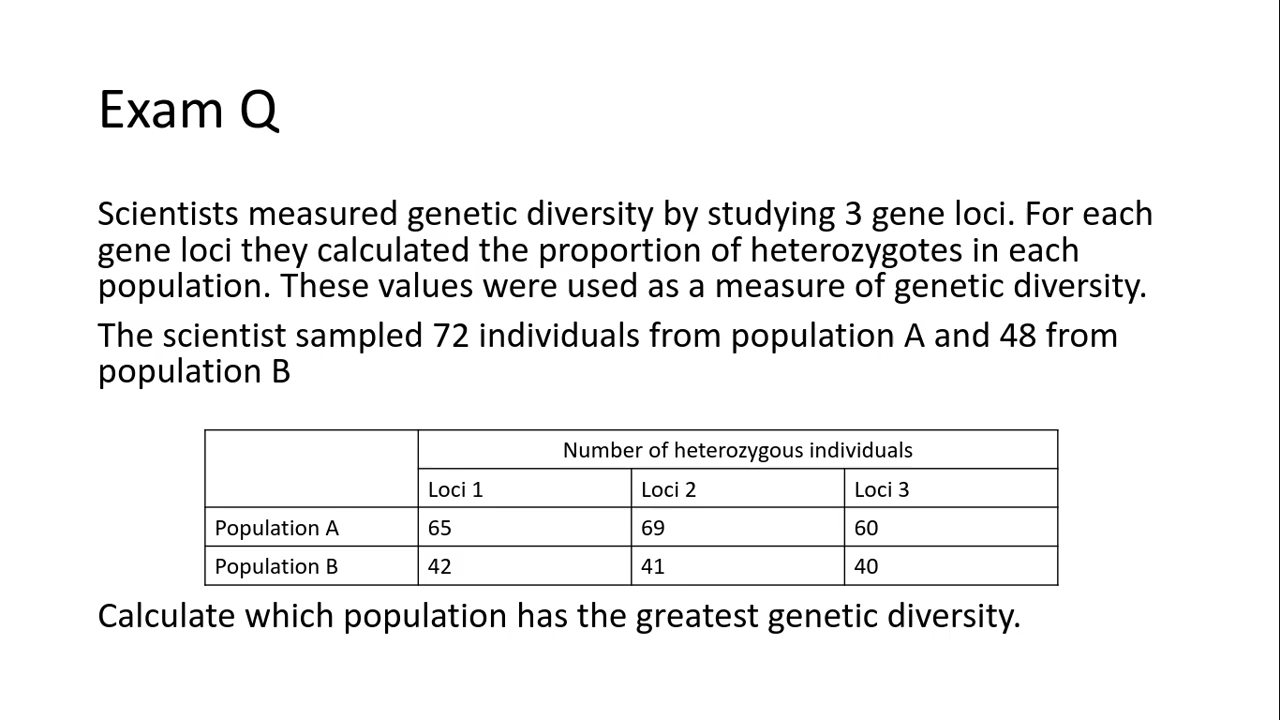 Exam Q
Scientists measured genetic diversity by studying 3 gene loci. For each
gene loci they calculated the proportion of heterozygotes in each
population. These values were used as a measure of genetic diversity.
The scientist sampled 72 individuals from population A and 48 from
population B
Number of heterozygous individuals
Loci 1 Loci 2 Loci 3
Population A 65 69 60
Population B 42 41 40
Calculate which population has the greatest genetic diversity.